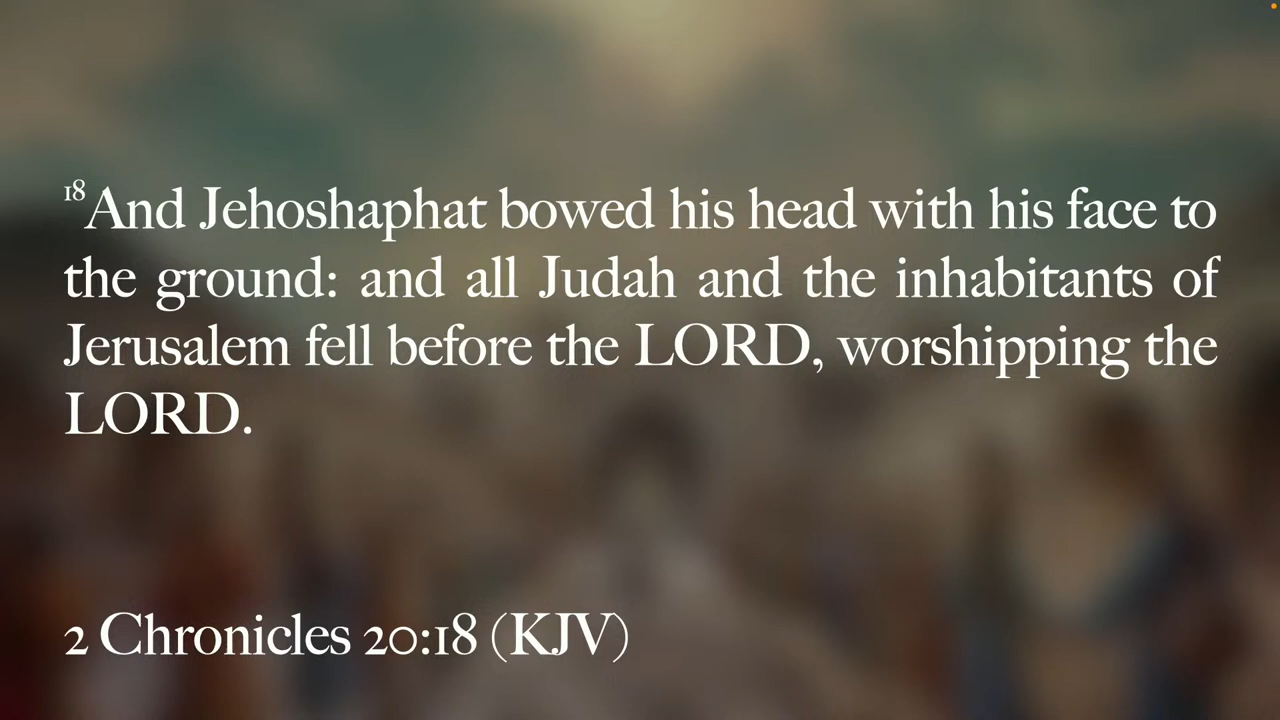 18And Jehoshaphat bowed his head with his face to
the ground: and all Judah and the inhabitants of
Jerusalem fell before the LORD, worshipping the
LORD.
2 Chronicles 20:18 (KJV)